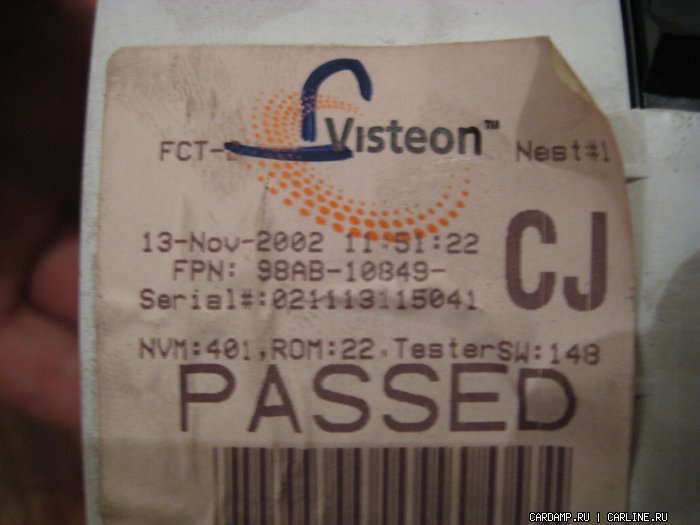 Visteon™
FCT- Nest#1
13-Nov-2002 11:51:22
CJ
FPN: 98AB-10849-
Serial#:021113115041
NVM:401,ROM:22,TesterSW:148
PASSED
CARDAMP.RU | CARLINE.RU